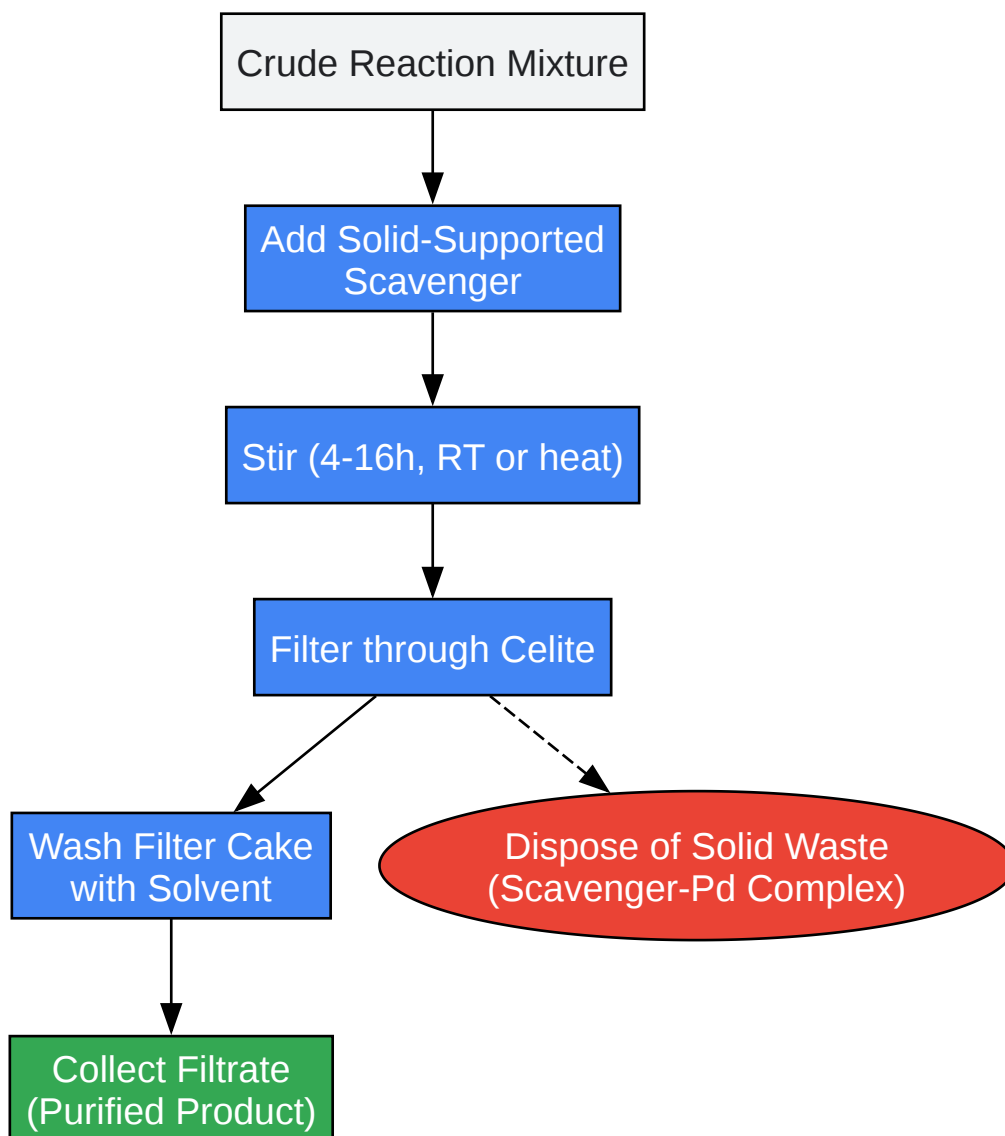 Crude Reaction Mixture
Add Solid-Supported
Scavenger
Stir (4-16h, RT or heat)
Filter through Celite
Wash Filter Cake
with Solvent
Dispose of Solid Waste
(Scavenger-Pd Complex)
Collect Filtrate
(Purified Product)